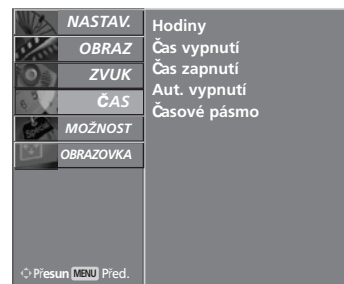 NASTAV.
OBRAZ
ZVUK
ČAS
MOŽNOST
OBRAZOVKA
Přesun MENU Před.
Hodiny
Čas vypnutí
Čas zapnutí
Aut. vypnutí
Časové pásmo